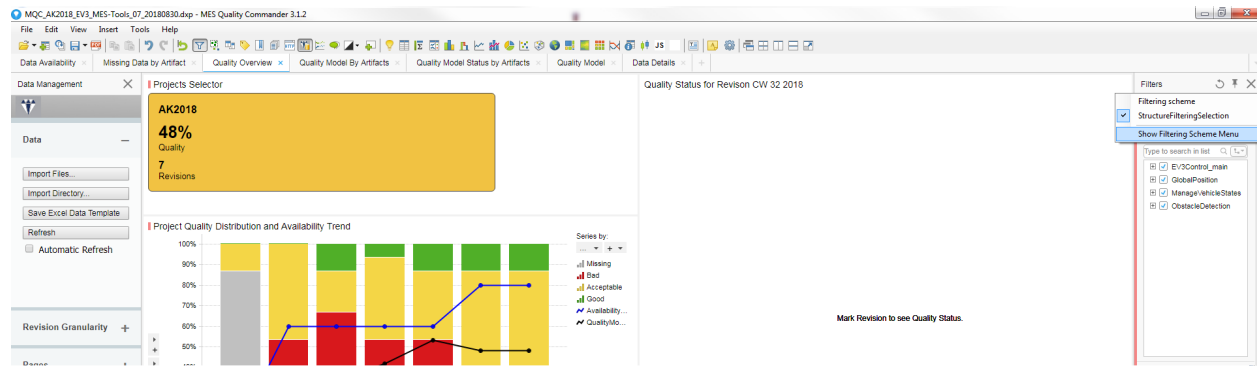 MQC_AK2018_EV3_MES-Tools_07_20180830.dxp - MES Quality Commander 3.1.2
File Edit View Insert Tools Help
JS
Data Availability Missing Data by Artifact Quality Overview Quality Model By Artifacts Quality Model Status by Artifacts Quality Model Data Details
Data Management
Data
Import Files...
Import Directory...
Save Excel Data Template
Refresh
Automatic Refresh
Revision Granularity
Pages
Projects Selector
AK2018
48%
Quality
7
Revisions
Project Quality Distribution and Availability Trend
100%
90%
80%
70%
60%
50%
Series by:
Missing
Bad
Acceptable
Good
Availability...
QualityMo...
Quality Status for Revison CW 32 2018
Mark Revision to see Quality Status.
Filters
Filtering scheme
StructureFilteringSelection
Show Filtering Scheme Menu
Type to search in list
EV3Control_main
GlobalPosition
ManageVehicleStates
ObstacleDetection